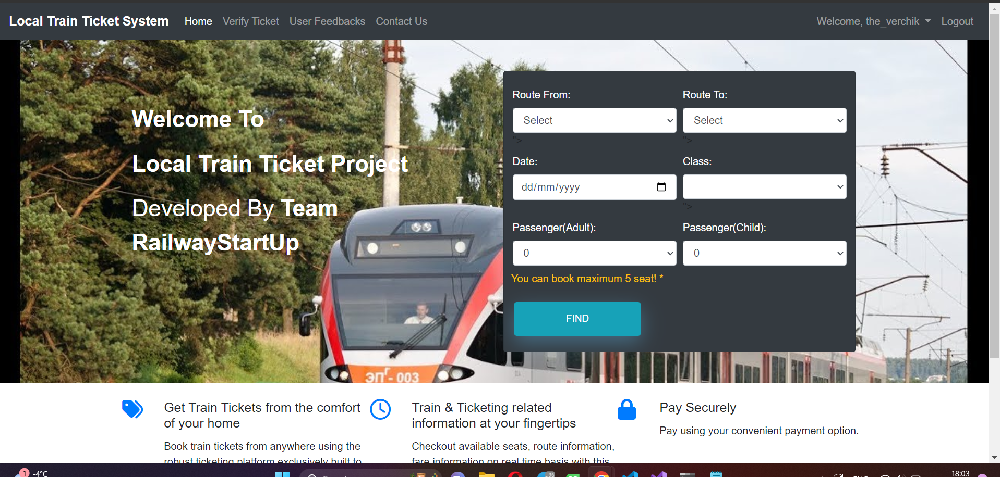 Local Train Ticket System Home Verify Ticket User Feedbacks Contact Us Welcome, the_verchik Logout
Welcome To
Local Train Ticket Project
Developed By Team
RailwayStartUp
Route From: Route To:
Select Select
"> ">
Date: Class:
dd/mm/yyyy
">
Passenger(Adult): Passenger(Child):
0 0
You can book maximum 5 seat! *
FIND
ЭПГ-003
Get Train Tickets from the comfort
of your home
Book train tickets from anywhere using the
robust ticketing platform exclusively built to
Train & Ticketing related
information at your fingertips
Checkout available seats, route information,
fare information on real time basis with this
Pay Securely
Pay using your convenient payment option.
1 -4°C
96
18:03